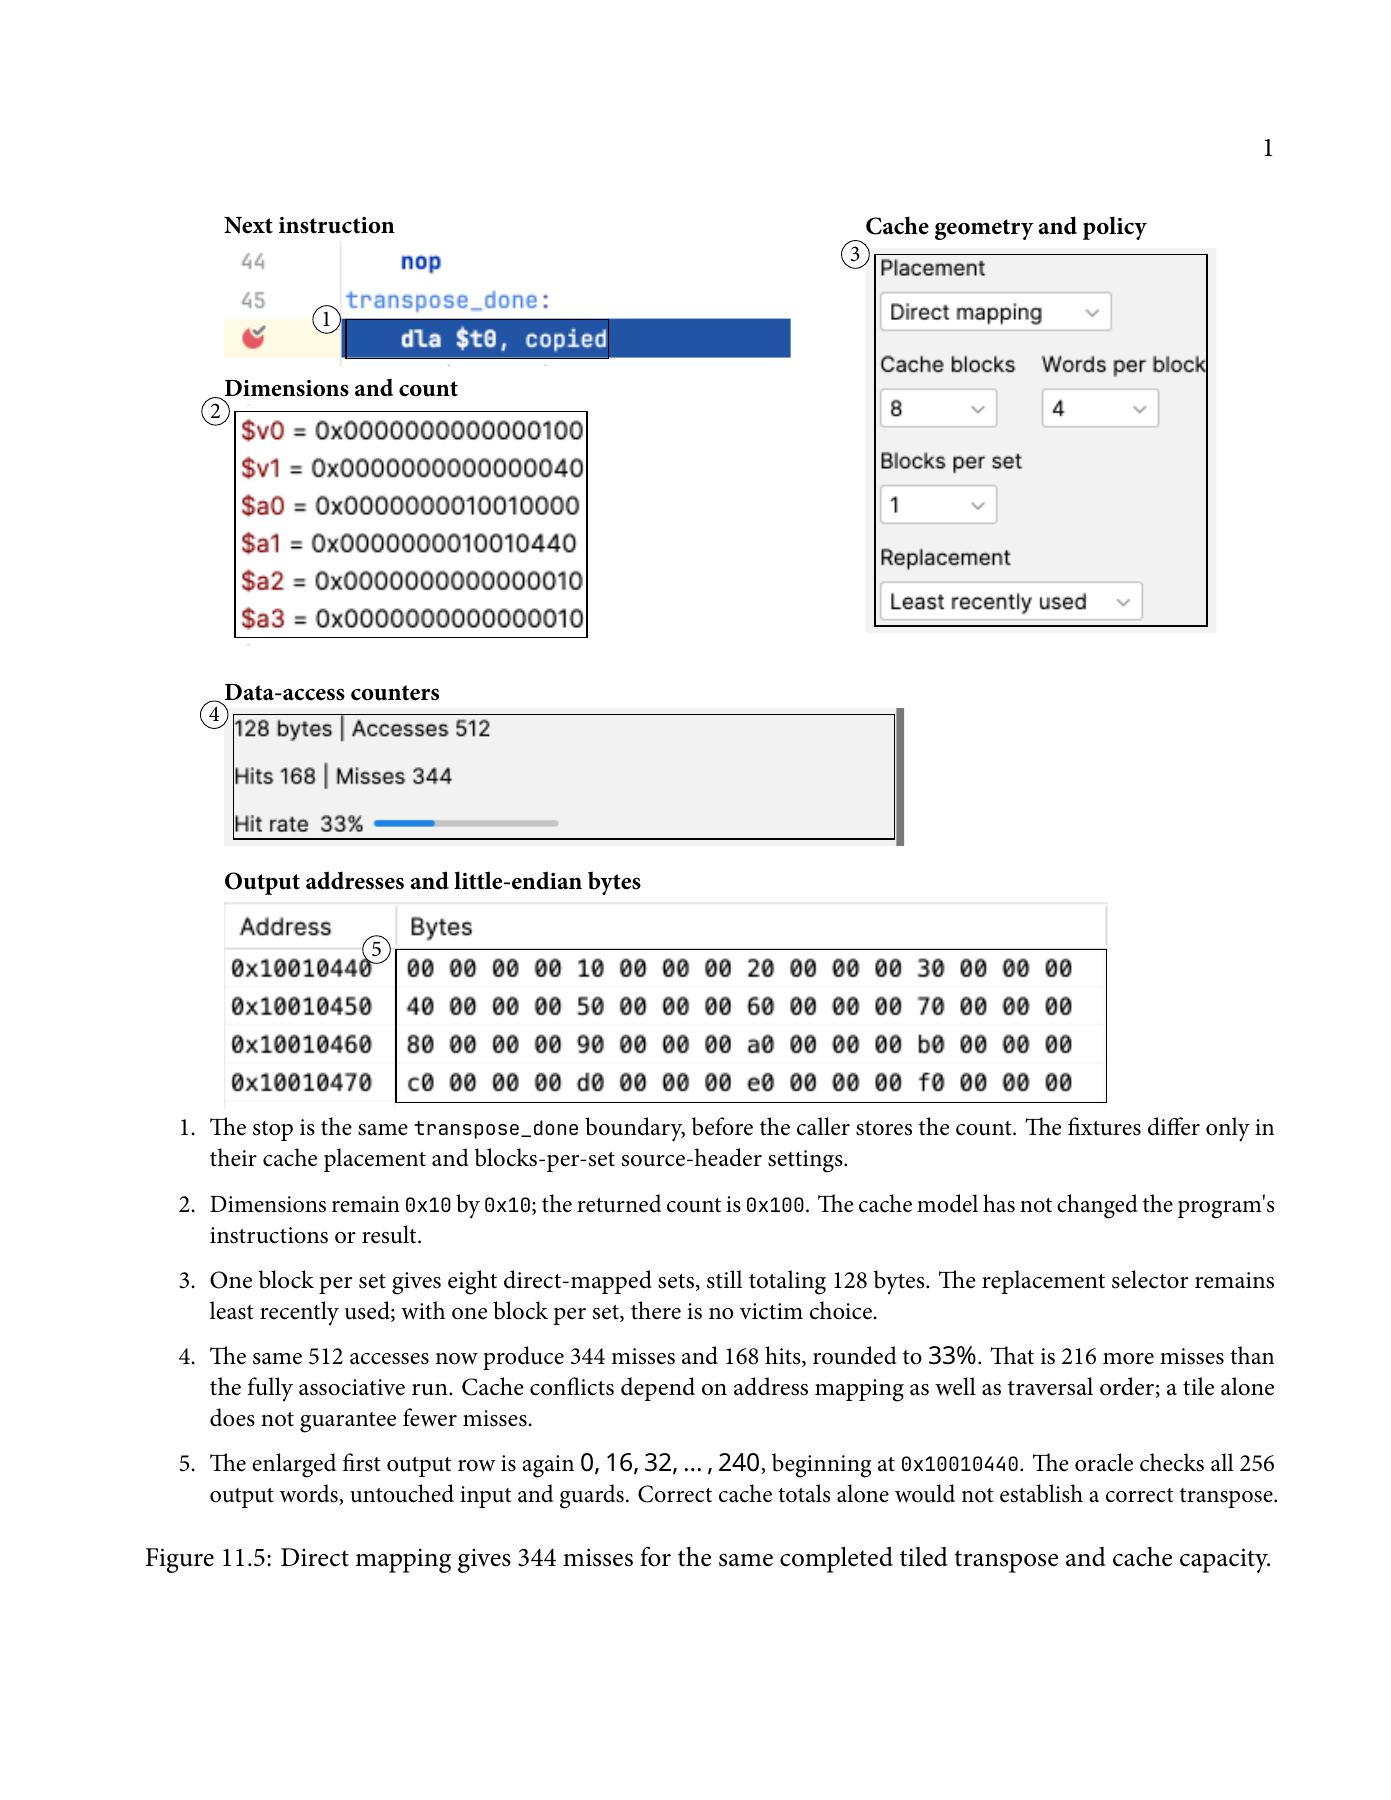 1
Next instruction
44 nop
45 transpose_done:
1
dla $t0, copied
Dimensions and count
2
$v0 = 0x0000000000000100
$v1 = 0x0000000000000040
$a0 = 0x0000000010010000
$a1 = 0x0000000010010440
$a2 = 0x0000000000000010
$a3 = 0x0000000000000010
Cache geometry and policy
3
Placement
Direct mapping
Cache blocks Words per block
8 4
Blocks per set
1
Replacement
Least recently used
Data-access counters
4
128 bytes | Accesses 512
Hits 168 | Misses 344
Hit rate 33%
Output addresses and little-endian bytes
Address Bytes
5
0x10010440 00 00 00 00 10 00 00 00 20 00 00 00 30 00 00 00
0x10010450 40 00 00 00 50 00 00 00 60 00 00 00 70 00 00 00
0x10010460 80 00 00 00 90 00 00 00 a0 00 00 00 b0 00 00 00
0x10010470 c0 00 00 00 d0 00 00 00 e0 00 00 00 f0 00 00 00
1. The stop is the same transpose_done boundary, before the caller stores the count. The fixtures differ only in
their cache placement and blocks-per-set source-header settings.
2. Dimensions remain 0x10 by 0x10; the returned count is 0x100. The cache model has not changed the program's
instructions or result.
3. One block per set gives eight direct-mapped sets, still totaling 128 bytes. The replacement selector remains
least recently used; with one block per set, there is no victim choice.
4. The same 512 accesses now produce 344 misses and 168 hits, rounded to 33%. That is 216 more misses than
the fully associative run. Cache conflicts depend on address mapping as well as traversal order; a tile alone
does not guarantee fewer misses.
5. The enlarged first output row is again 0, 16, 32, ... , 240, beginning at 0x10010440. The oracle checks all 256
output words, untouched input and guards. Correct cache totals alone would not establish a correct transpose.
Figure 11.5: Direct mapping gives 344 misses for the same completed tiled transpose and cache capacity.